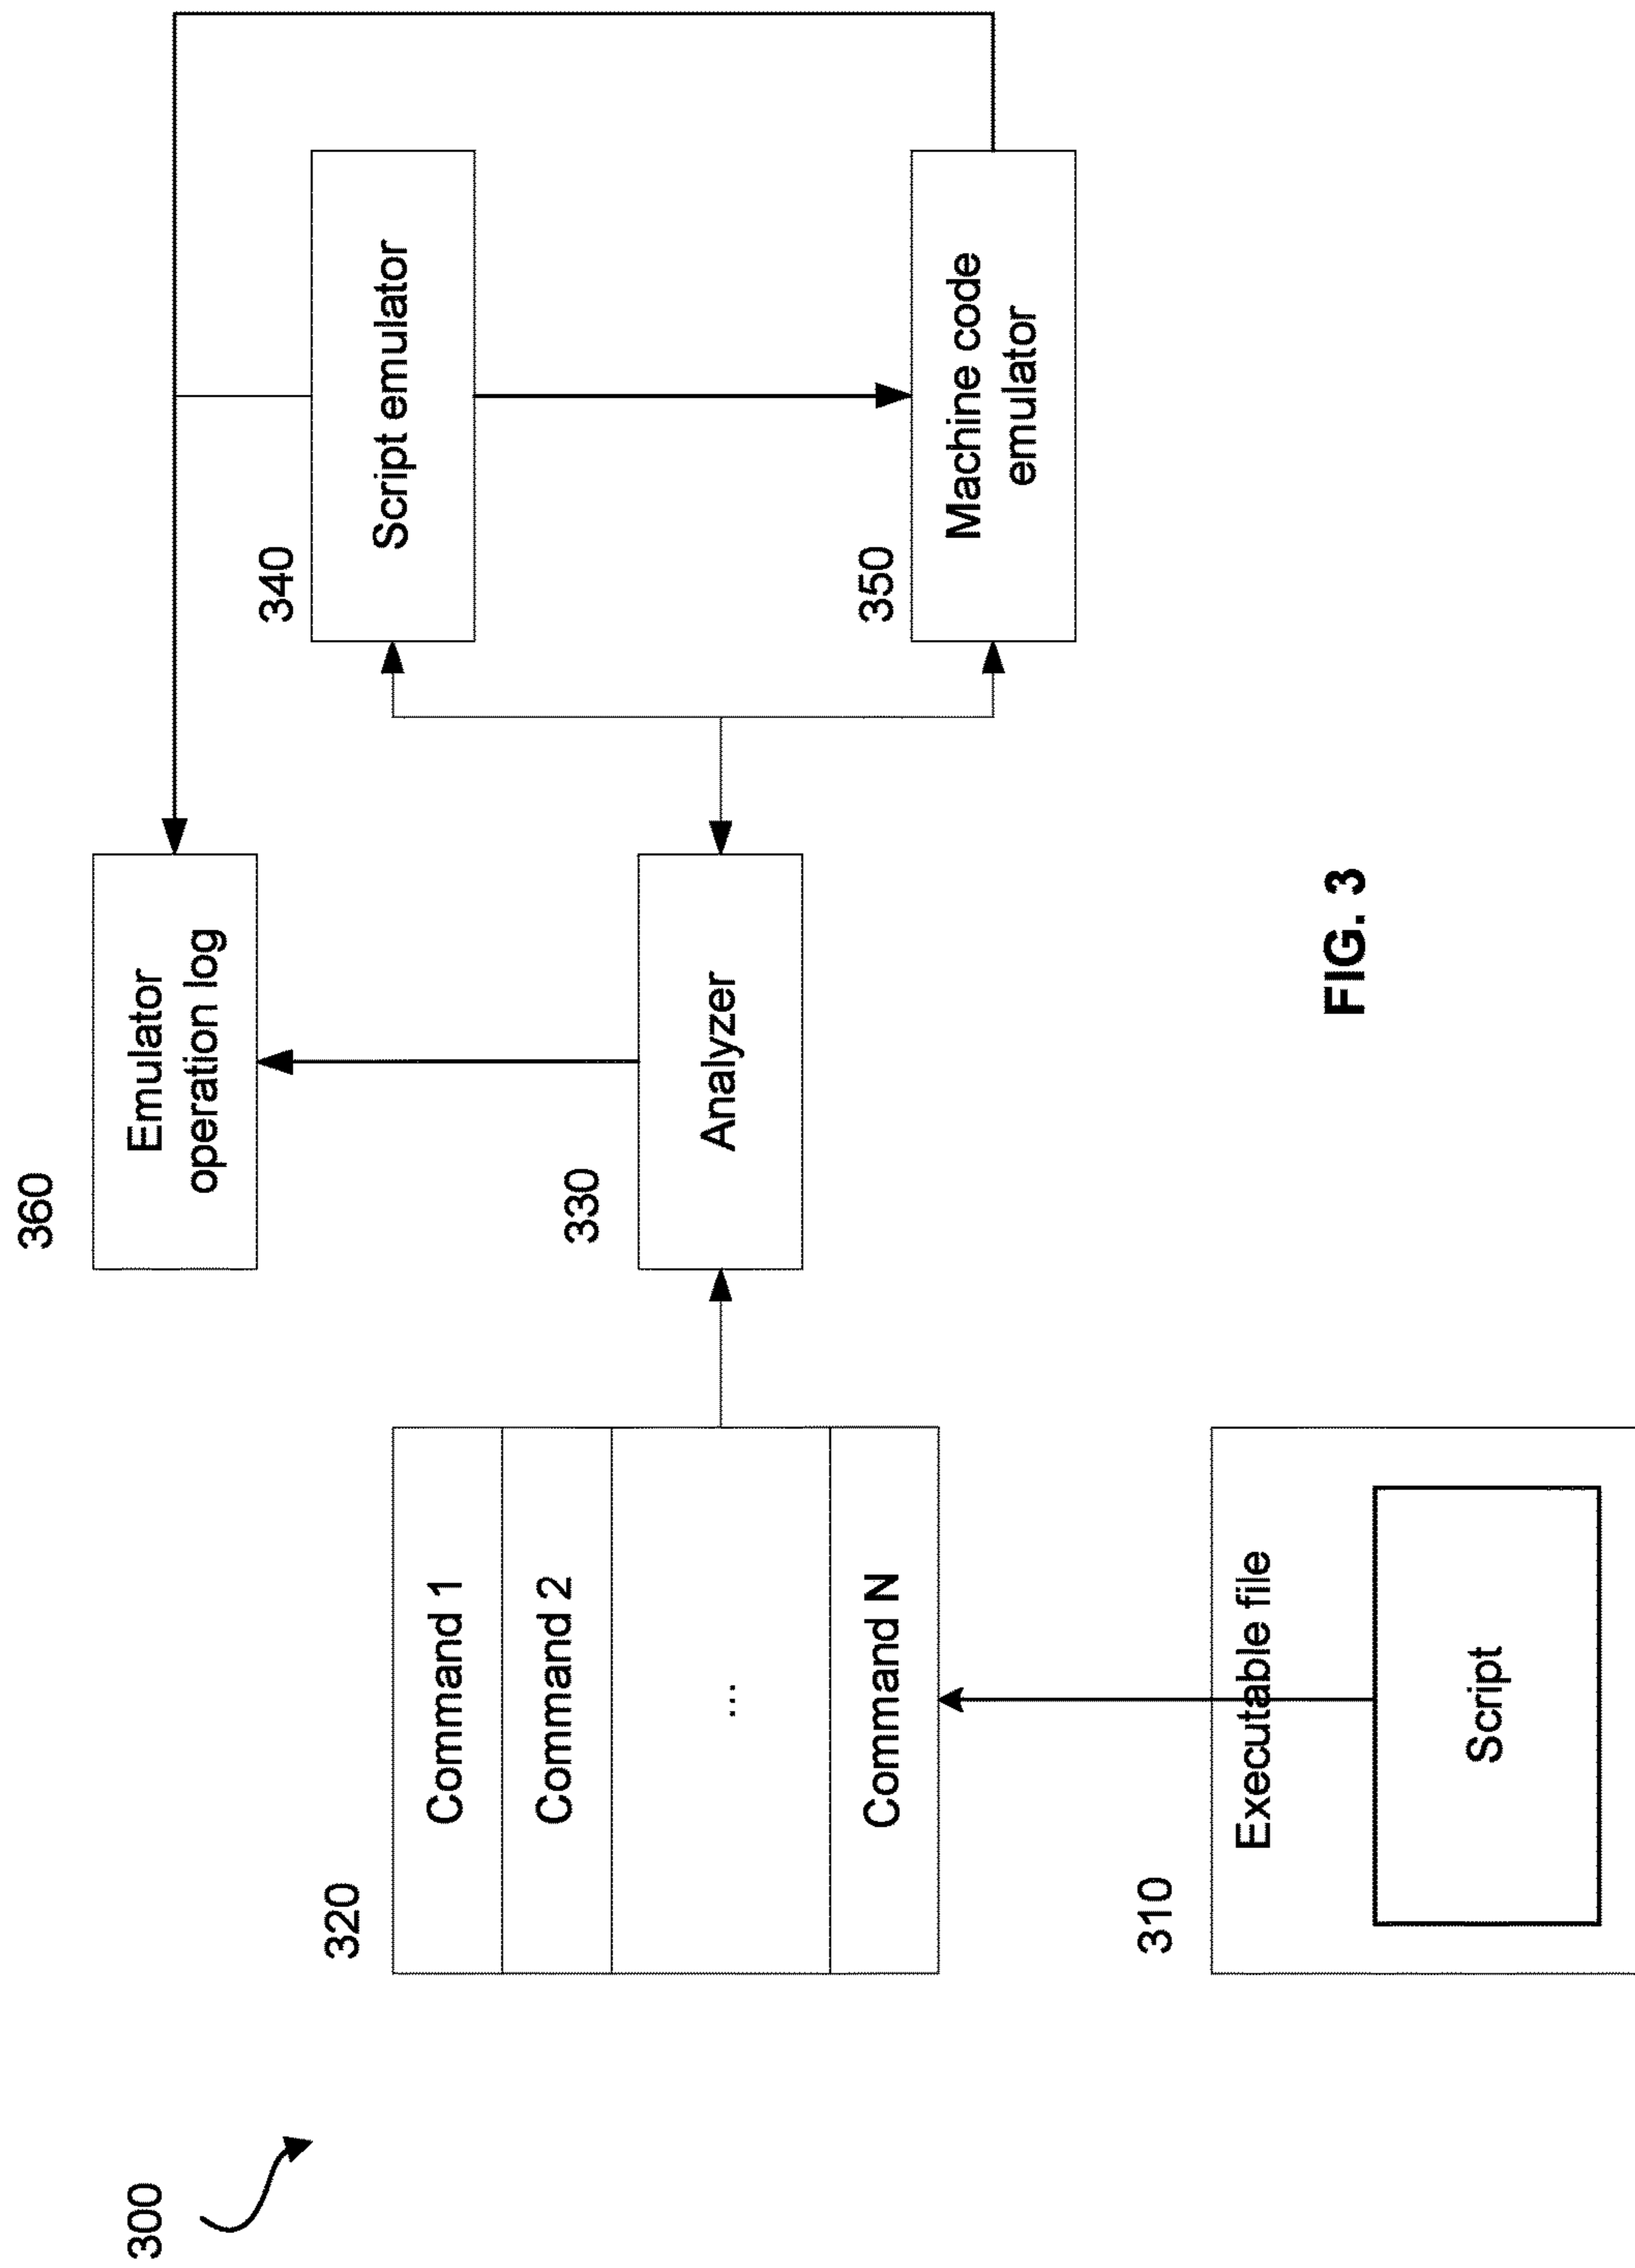 300
360
Emulator
operation log
340
Script emulator
320
Command 1
Command 2
...
Command N
330
Analyzer
350
Machine code
emulator
310
Executable file
Script
FIG. 3